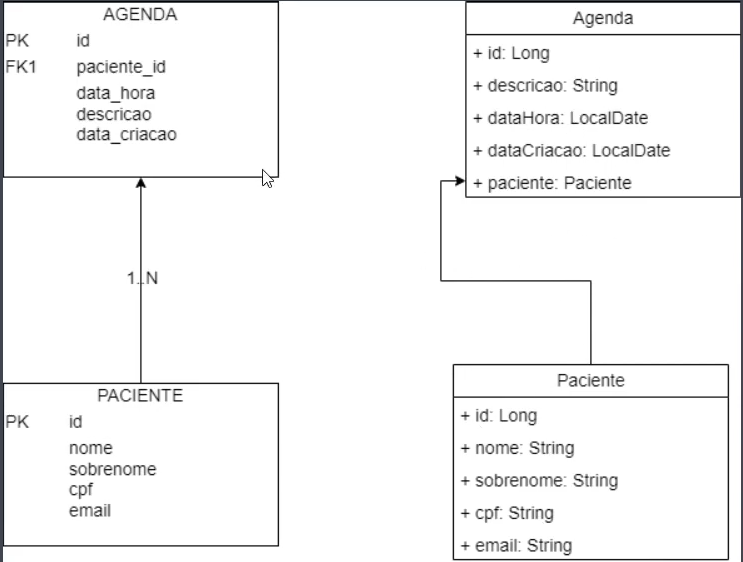 AGENDA
PK id
FK1 paciente_id
data_hora
descricao
data_criacao
1..N
PACIENTE
PK id
nome
sobrenome
cpf
email
Agenda
+ id: Long
+ descricao: String
+ dataHora: LocalDate
+ dataCriacao: LocalDate
+ paciente: Paciente
Paciente
+ id: Long
+ nome: String
+ sobrenome: String
+ cpf: String
+ email: String